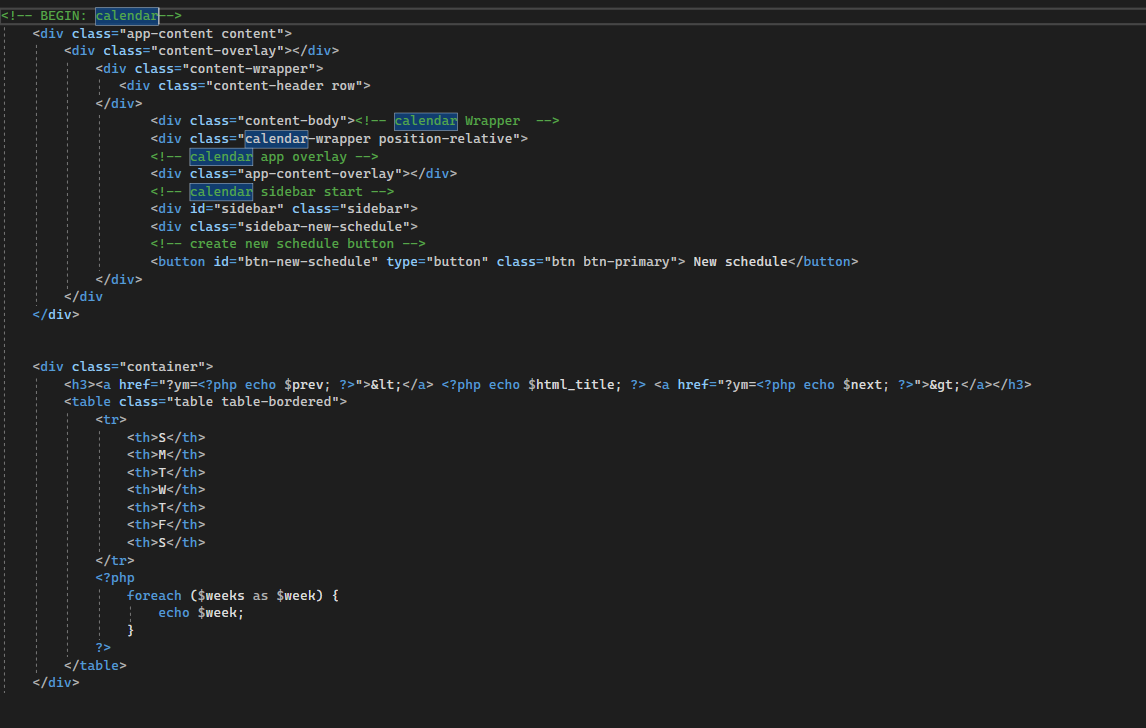 <!-- BEGIN: calendar-->
<div class="app-content content">
<div class="content-overlay"></div>
<div class="content-wrapper">
<div class="content-header row">
</div>
<div class="content-body"><!-- calendar Wrapper  -->
<div class="calendar-wrapper position-relative">
<!-- calendar app overlay -->
<div class="app-content-overlay"></div>
<!-- calendar sidebar start -->
<div id="sidebar" class="sidebar">
<div class="sidebar-new-schedule">
<!-- create new schedule button -->
<button id="btn-new-schedule" type="button" class="btn btn-primary"> New schedule</button>
</div>
</div
</div>
<div class="container">
<h3><a href="?ym=<?php echo $prev; ?>">&lt;</a> <?php echo $html_title; ?> <a href="?ym=<?php echo $next; ?>">&gt;</a></h3>
<table class="table table-bordered">
<tr>
<th>S</th>
<th>M</th>
<th>T</th>
<th>W</th>
<th>T</th>
<th>F</th>
<th>S</th>
</tr>
<?php
foreach ($weeks as $week) {
echo $week;
}
?>
</table>
</div>